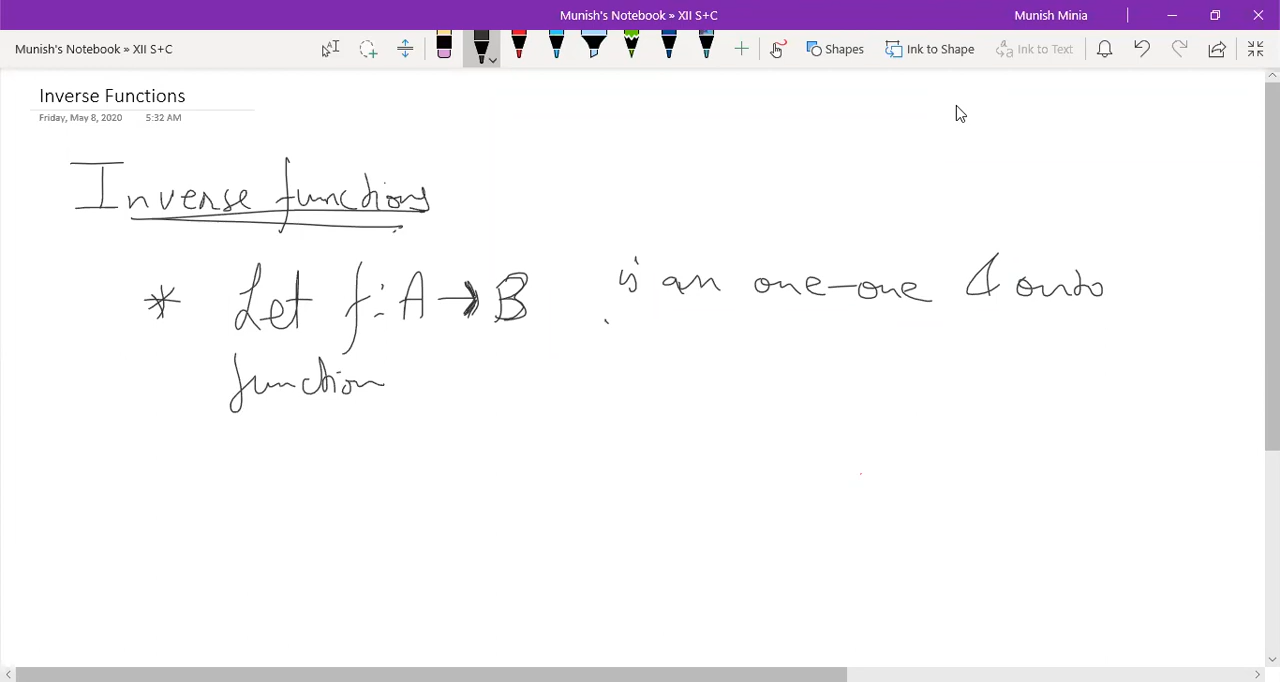 Munish's Notebook » XII S+C
Munish Minia
Munish's Notebook » XII S+C
Shapes
Ink to Shape
Ink to Text
Inverse Functions
Friday, May 8, 2020 5:32 AM
Inverse functions
* Let f: A → B is an one-one & onto
function